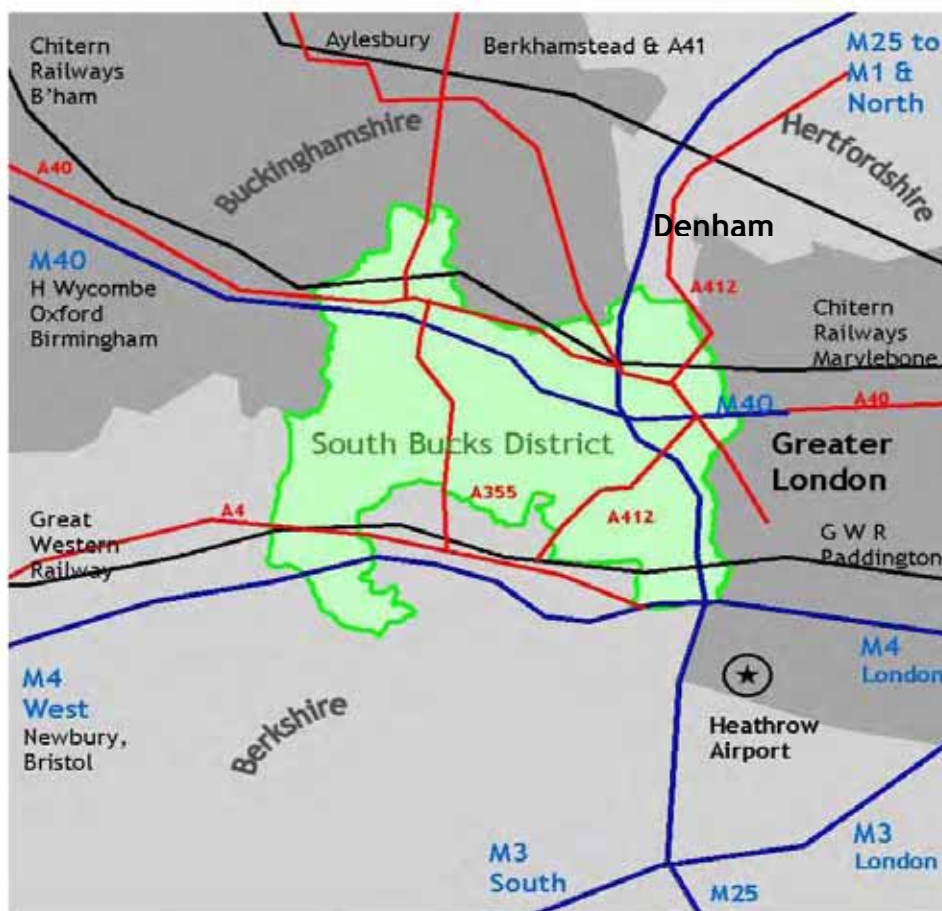 Chitern
Railways
B'ham
Aylesbury
Berkhamstead & A41
M25 to
M1 &
North
Buckinghamshire
Hertfordshire
A40
Denham
M40
H Wycombe
Oxford
Birmingham
A412
Chitern
Railways
Marylebone
M40
A40
South Bucks District
Greater
London
A355
A4
A412
Great
Western
Railway
G W R
Paddington
M4
West
Newbury,
Bristol
Berkshire
M4
London
Heathrow
Airport
M3
South
M3
London
M25